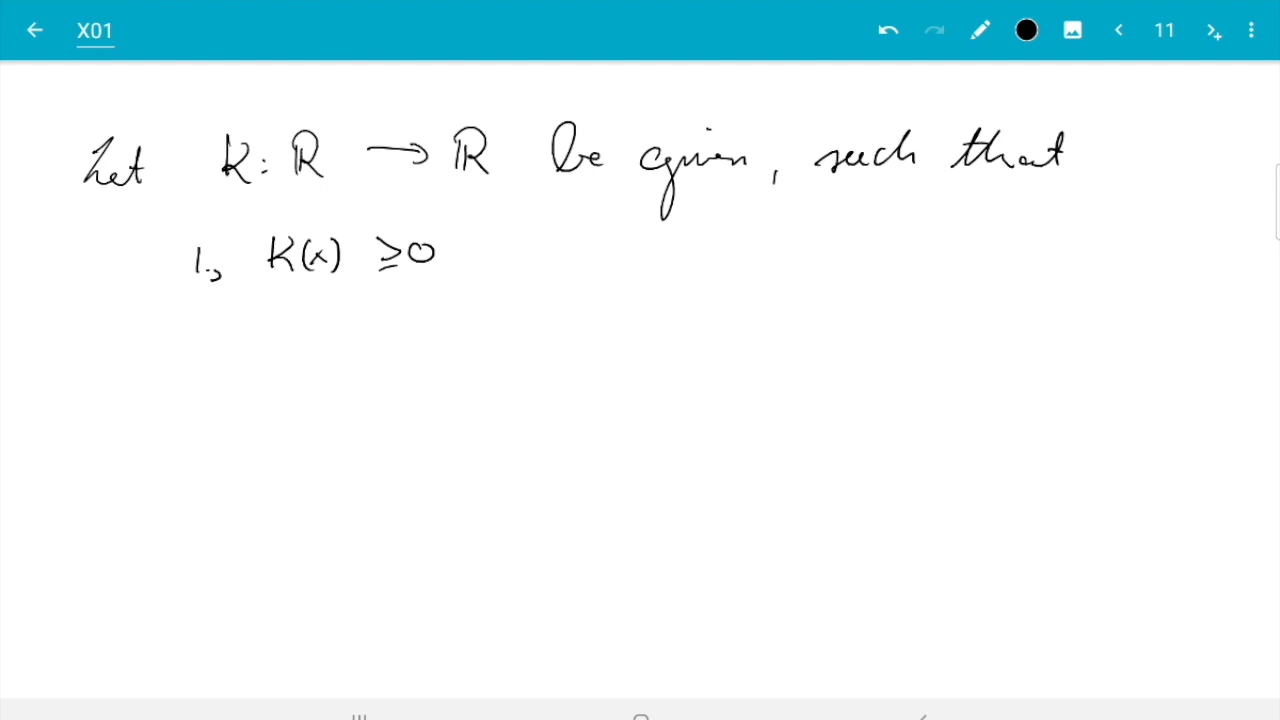 X01
11
Let K: ℝ → ℝ be given, such that
1., K(x) ≥0